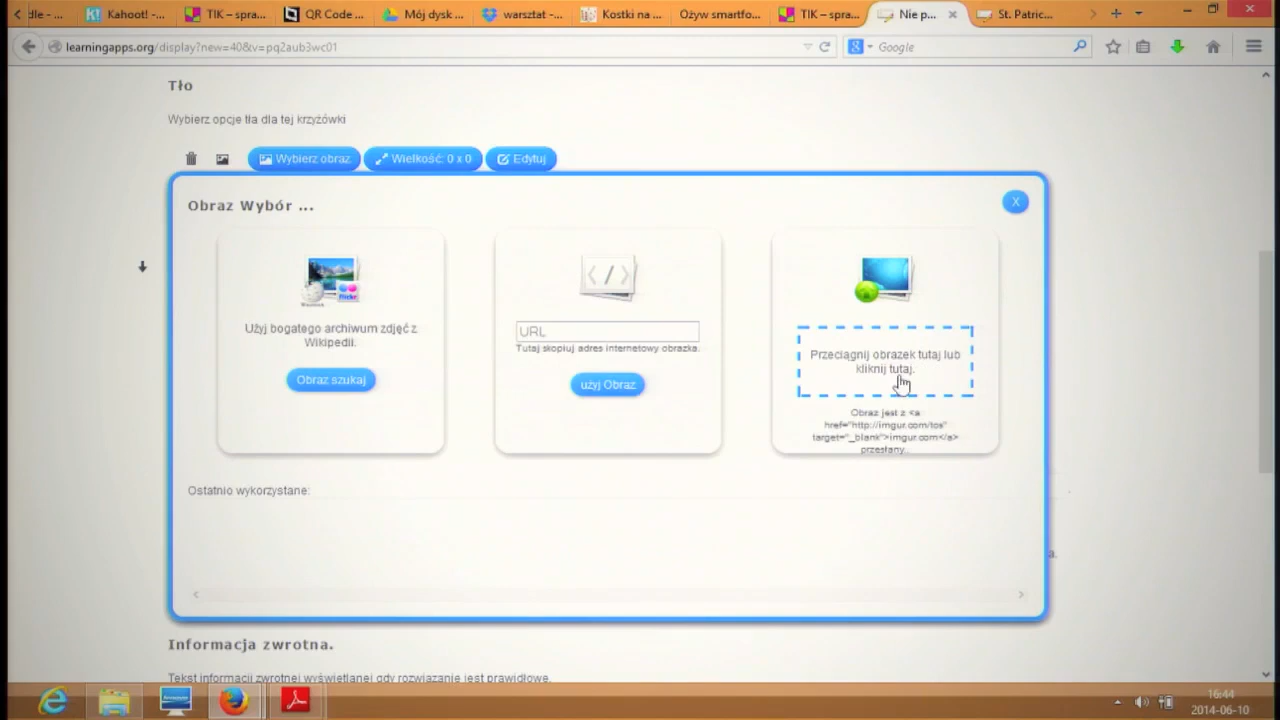 dle - ...
Kahoot! -...
TIK – spra...
QR Code ...
Mój dysk ...
warsztat -...
Kostki na ...
Ożyw smartfo...
TIK – spra...
Nie p...
St. Patric...
learningapps.org/display?new=40&tv=pq2aub3wc01
Google
Tło
Wybierz opcje tła dla tej krzyżówki
Wybierz obraz
Wielkość: 0 x 0
Edytuj
Obraz Wybór ...
X
flickr
Użyj bogatego archiwum zdjęć z
Wikipedii.
Obraz szukaj
URL
Tutaj skopiuj adres internetowy obrazka.
użyj Obraz
Przeciągnij obrazek tutaj lub
kliknij tutaj.
Obraz jest z <a
href="http://imgur.com/tos"
target="_blank">imgur.com</a>
przesłany..
Ostatnio wykorzystane:
a.
Informacja zwrotna.
Tekst informacji zwrotnej wyświetlanej gdy rozwiązanie jest prawidłowe.
16:44
2014-06-10